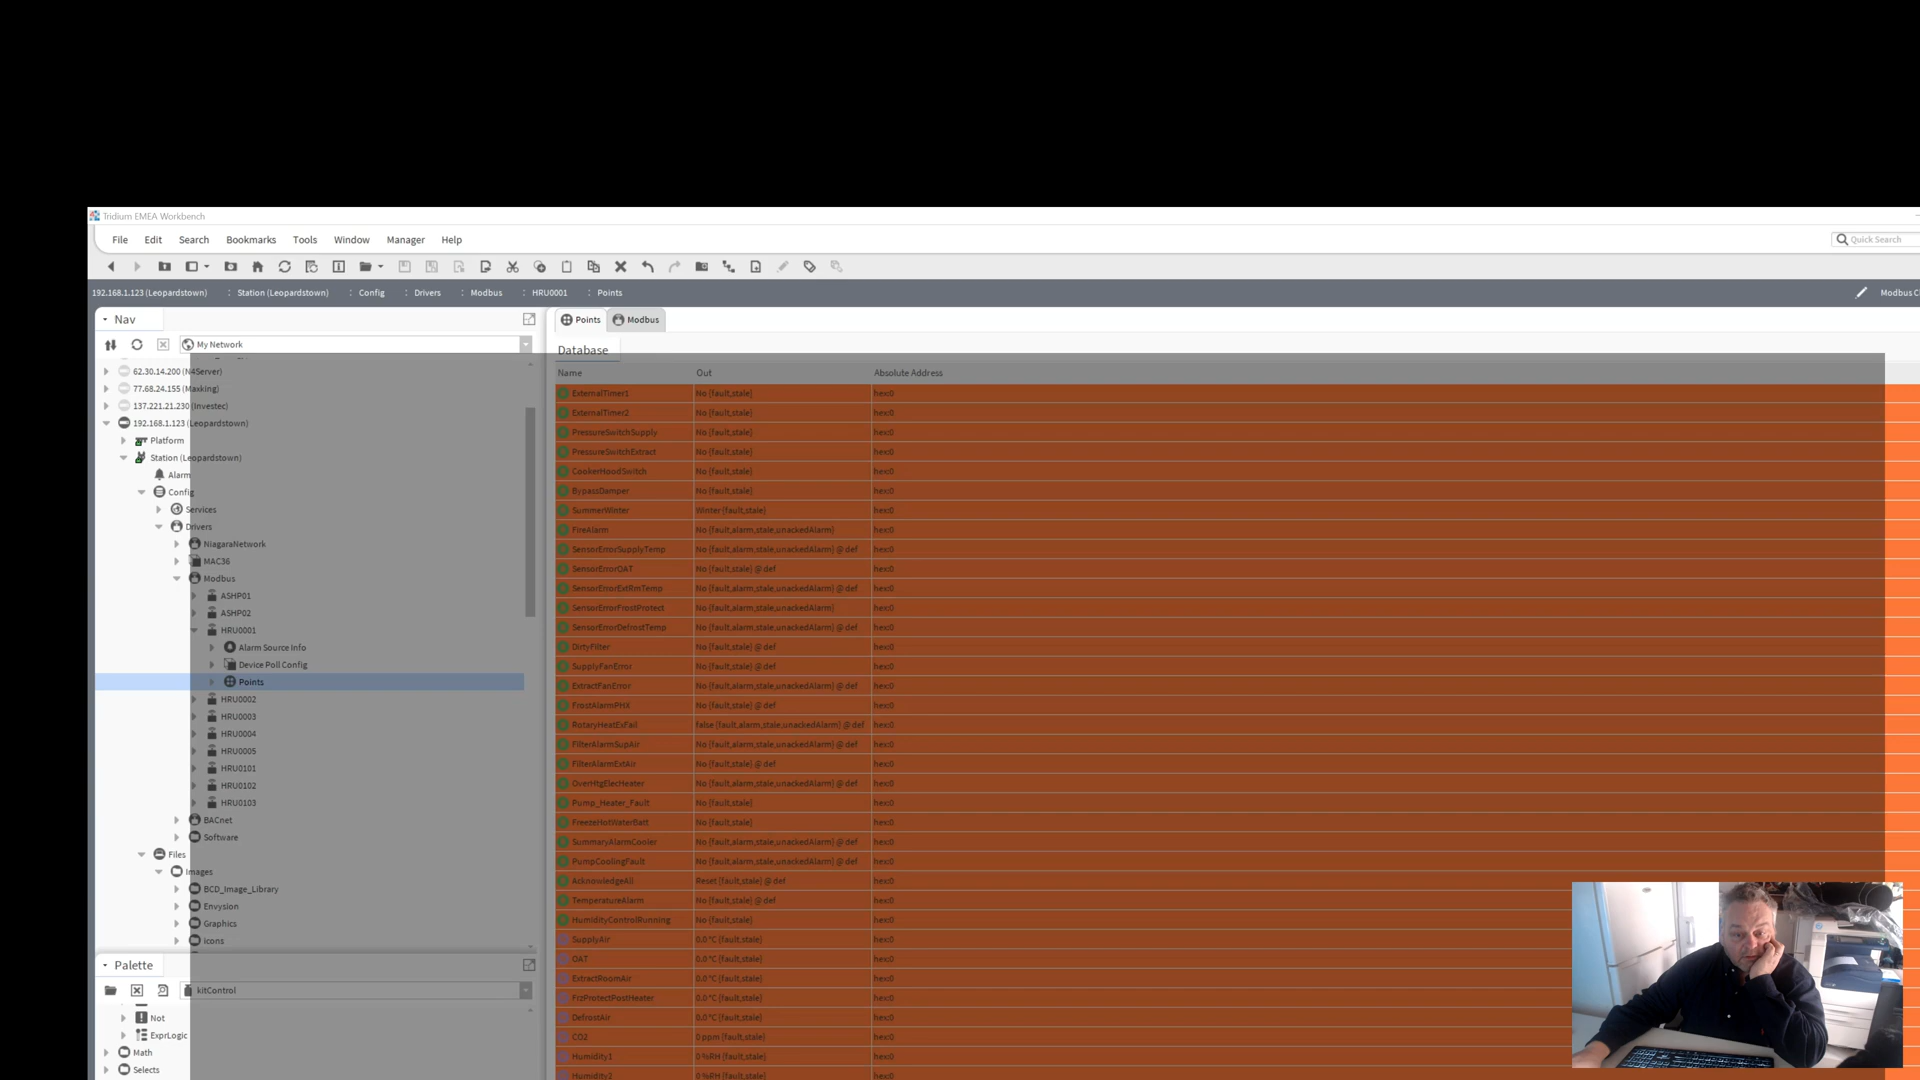 Tridium EMEA Workbench
File Edit Search Bookmarks Tools Window Manager Help
Quick Search
192.168.1.123 (Leopardstown) : Station (Leopardstown) : Config : Drivers : Modbus : HRU0001 : Points
Nav
My Network
62.30.14.200 (N4Server)
77.68.24.155 (Maxking)
137.221.21.230 (Investec)
192.168.1.123 (Leopardstown)
Platform
Station (Leopardstown)
Alarm
Config
Services
Drivers
NiagaraNetwork
MAC36
Modbus
ASHP01
ASHP02
HRU0001
Alarm Source Info
Device Poll Config
Points
HRU0002
HRU0003
HRU0004
HRU0005
HRU0101
HRU0102
HRU0103
BACnet
Software
Files
Images
BCD_Image_Library
Envysion
Graphics
icons
Palette
kitControl
Not
ExprLogic
Math
Selects
Points Modbus
Database
Name Out Absolute Address
ExternalTimer1 No {fault,stale} hex:0
ExternalTimer2 No {fault,stale} hex:0
PressureSwitchSupply No {fault,stale} hex:0
PressureSwitchExtract No {fault,stale} hex:0
CookerHoodSwitch No {fault,stale} hex:0
BypassDamper No {fault,stale} hex:0
SummerWinter Winter {fault,stale} hex:0
FireAlarm No {fault,alarm,stale,unackedAlarm} hex:0
SensorErrorSupplyTemp No {fault,alarm,stale,unackedAlarm} @ def hex:0
SensorErrorOAT No {fault,stale} @ def hex:0
SensorErrorExtRmTemp No {fault,alarm,stale,unackedAlarm} @ def hex:0
SensorErrorFrostProtect No {fault,alarm,stale,unackedAlarm} hex:0
SensorErrorDefrostTemp No {fault,alarm,stale,unackedAlarm} @ def hex:0
DirtyFilter No {fault,stale} @ def hex:0
SupplyFanError No {fault,stale} @ def hex:0
ExtractFanError No {fault,alarm,stale,unackedAlarm} @ def hex:0
FrostAlarmPHX No {fault,stale} @ def hex:0
RotaryHeatExFail false {fault,alarm,stale,unackedAlarm} @ def hex:0
FilterAlarmSupAir No {fault,alarm,stale,unackedAlarm} @ def hex:0
FilterAlarmExtAir No {fault,stale} @ def hex:0
OverHtgElecHeater No {fault,alarm,stale,unackedAlarm} @ def hex:0
Pump_Heater_Fault No {fault,stale} hex:0
FreezeHotWaterBatt No {fault,stale} hex:0
SummaryAlarmCooler No {fault,alarm,stale,unackedAlarm} @ def hex:0
PumpCoolingFault No {fault,alarm,stale,unackedAlarm} @ def hex:0
AcknowledgeAll Reset {fault,stale} @ def hex:0
TemperatureAlarm No {fault,stale} @ def hex:0
HumidityControlRunning No {fault,stale} hex:0
SupplyAir 0.0 °C {fault,stale} hex:0
OAT 0.0 °C {fault,stale} hex:0
ExtractRoomAir 0.0 °C {fault,stale} hex:0
FrzProtectPostHeater 0.0 °C {fault,stale} hex:0
DefrostAir 0.0 °C {fault,stale} hex:0
CO2 0 ppm {fault,stale} hex:0
Humidity1 0 %RH {fault,stale} hex:0
Humidity2 0 %RH {fault,stale} hex:0